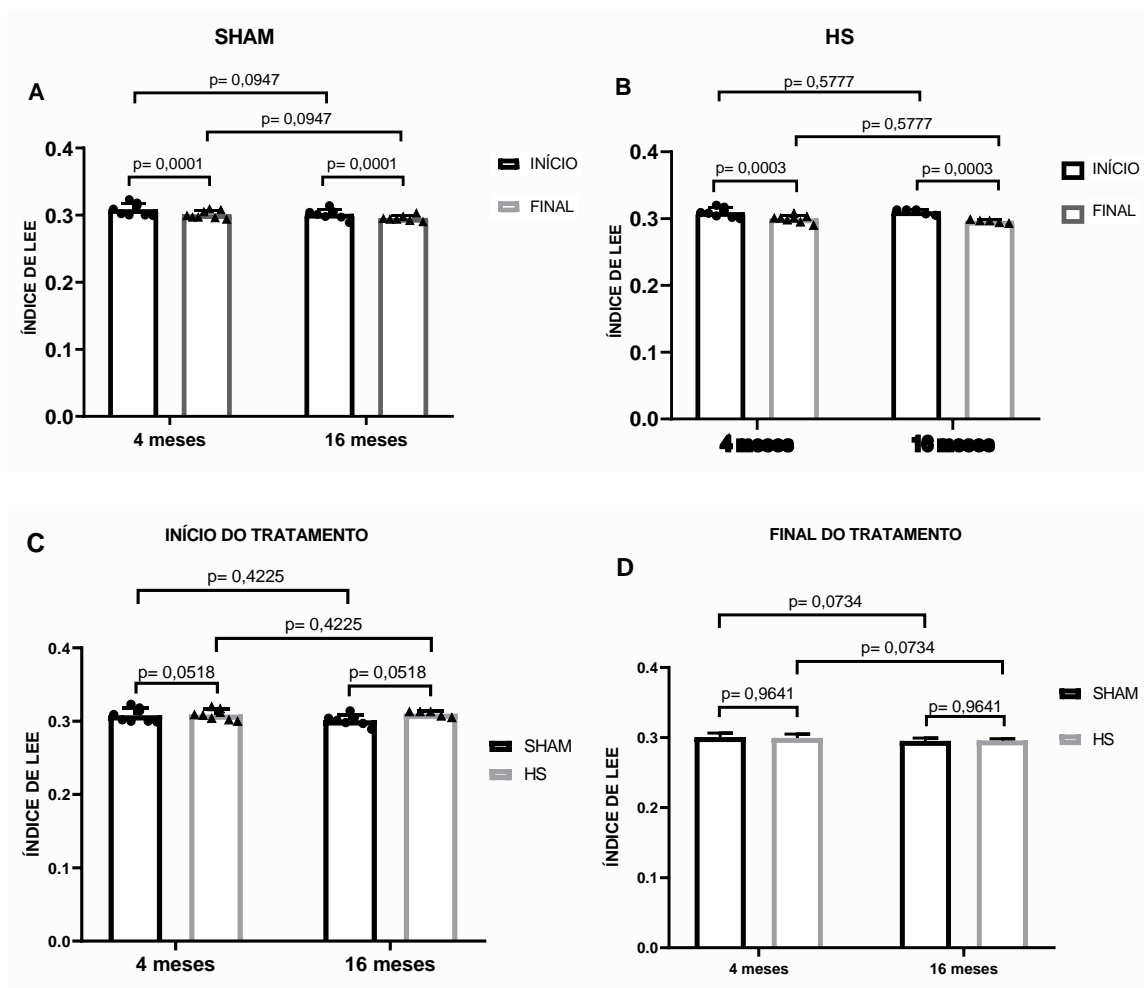 SHAM
A
p= 0,0947
p= 0,0947
p= 0,0001
p= 0,0001
INÍCIO
FINAL
ÍNDICE DE LEE
0.4
0.3
0.2
0.1
0.0
4 meses
16 meses
HS
B
p= 0,5777
p= 0,5777
p= 0,0003
p= 0,0003
INÍCIO
FINAL
ÍNDICE DE LEE
0.4
0.3
0.2
0.1
0.0
4 meses
16 meses
C
INÍCIO DO TRATAMENTO
p= 0,4225
p= 0,4225
p= 0,0518
p= 0,0518
SHAM
HS
ÍNDICE DE LEE
0.4
0.3
0.2
0.1
0.0
4 meses
16 meses
D
FINAL DO TRATAMENTO
p= 0,0734
p= 0,0734
p= 0,9641
p= 0,9641
SHAM
HS
ÍNDICE DE LEE
0.4
0.3
0.2
0.1
0.0
4 meses
16 meses